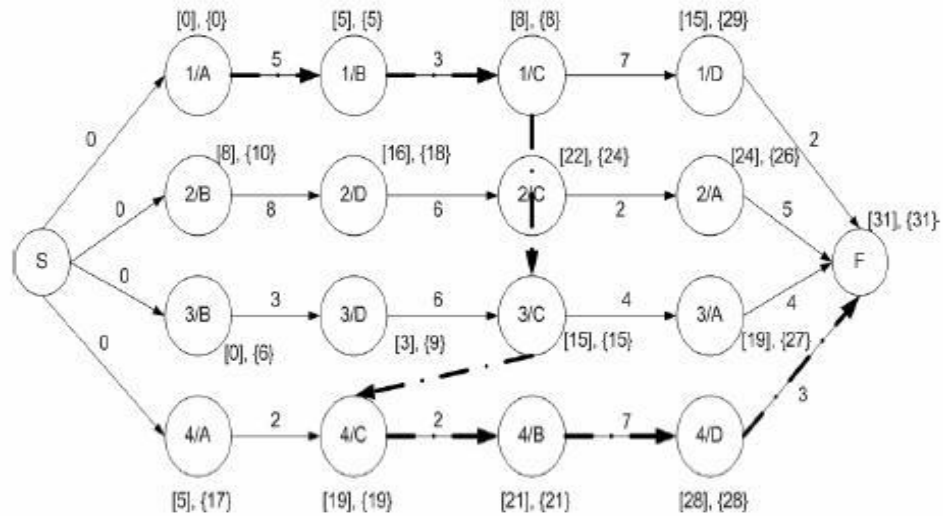 [0], {0} [5], {5} [8], {8} [15], {29}
5 3 7
1/A 1/B 1/C 1/D
0 2
[8], {10} [16], {18} [22], {24} [24], {26}
0 2/B 2/D 2/C 2/A
8 6 2 5
[31], {31}
S F
0 3 6 4 4
3/B 3/D 3/C 3/A
[0], {6} [3], {9} [15], {15} [19], {27}
0
2 2 7 3
4/A 4/C 4/B 4/D
[5], {17} [19], {19} [21], {21} [28], {28}